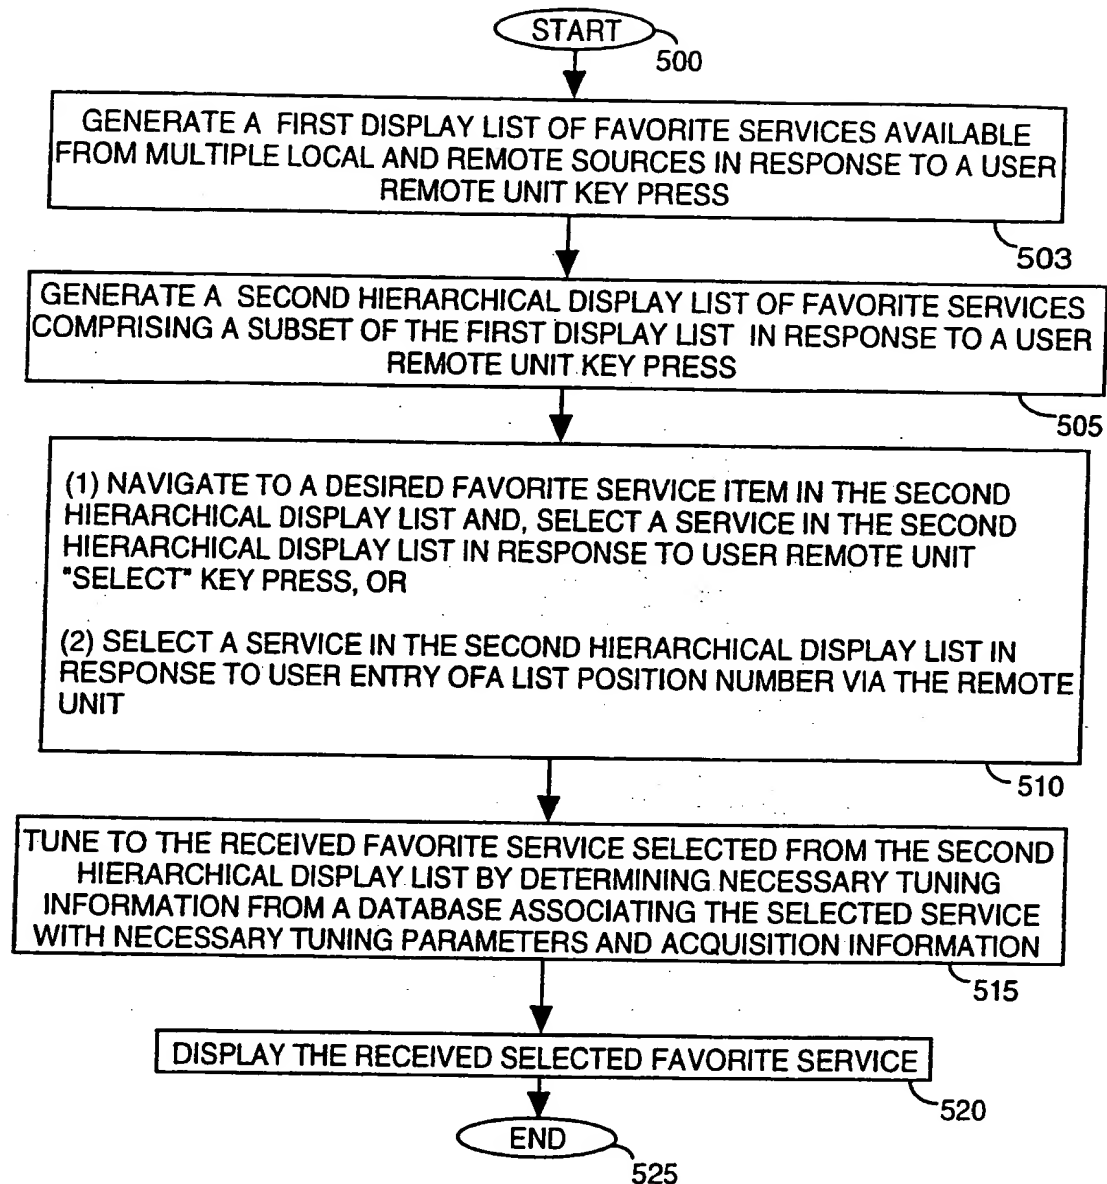 START
500
GENERATE A FIRST DISPLAY LIST OF FAVORITE SERVICES AVAILABLE
FROM MULTIPLE LOCAL AND REMOTE SOURCES IN RESPONSE TO A USER
REMOTE UNIT KEY PRESS
503
GENERATE A SECOND HIERARCHICAL DISPLAY LIST OF FAVORITE SERVICES
COMPRISING A SUBSET OF THE FIRST DISPLAY LIST IN RESPONSE TO A USER
REMOTE UNIT KEY PRESS
505
(1) NAVIGATE TO A DESIRED FAVORITE SERVICE ITEM IN THE SECOND
HIERARCHICAL DISPLAY LIST AND, SELECT A SERVICE IN THE SECOND
HIERARCHICAL DISPLAY LIST IN RESPONSE TO USER REMOTE UNIT
"SELECT" KEY PRESS, OR
(2) SELECT A SERVICE IN THE SECOND HIERARCHICAL DISPLAY LIST IN
RESPONSE TO USER ENTRY OFA LIST POSITION NUMBER VIA THE REMOTE
UNIT
510
TUNE TO THE RECEIVED FAVORITE SERVICE SELECTED FROM THE SECOND
HIERARCHICAL DISPLAY LIST BY DETERMINING NECESSARY TUNING
INFORMATION FROM A DATABASE ASSOCIATING THE SELECTED SERVICE
WITH NECESSARY TUNING PARAMETERS AND ACQUISITION INFORMATION
515
DISPLAY THE RECEIVED SELECTED FAVORITE SERVICE
520
END
525